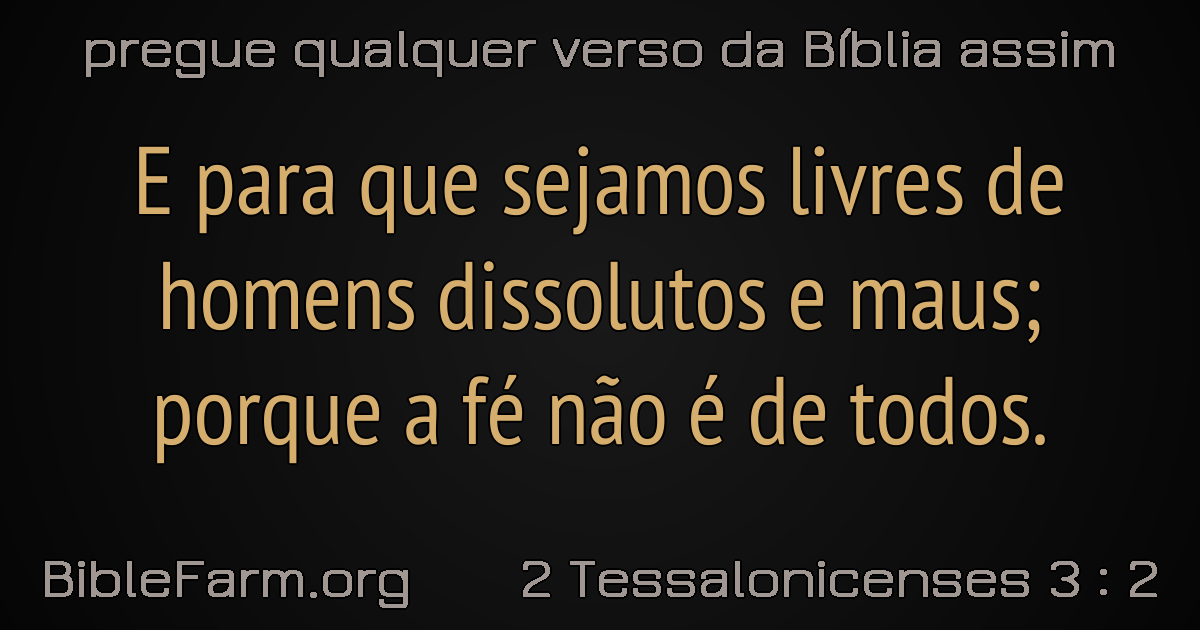 pregue qualquer verso da Bíblia assim
E para que sejamos livres de
homens dissolutos e maus;
porque a fé não é de todos.
BibleFarm.org 2 Tessalonicenses 3 : 2